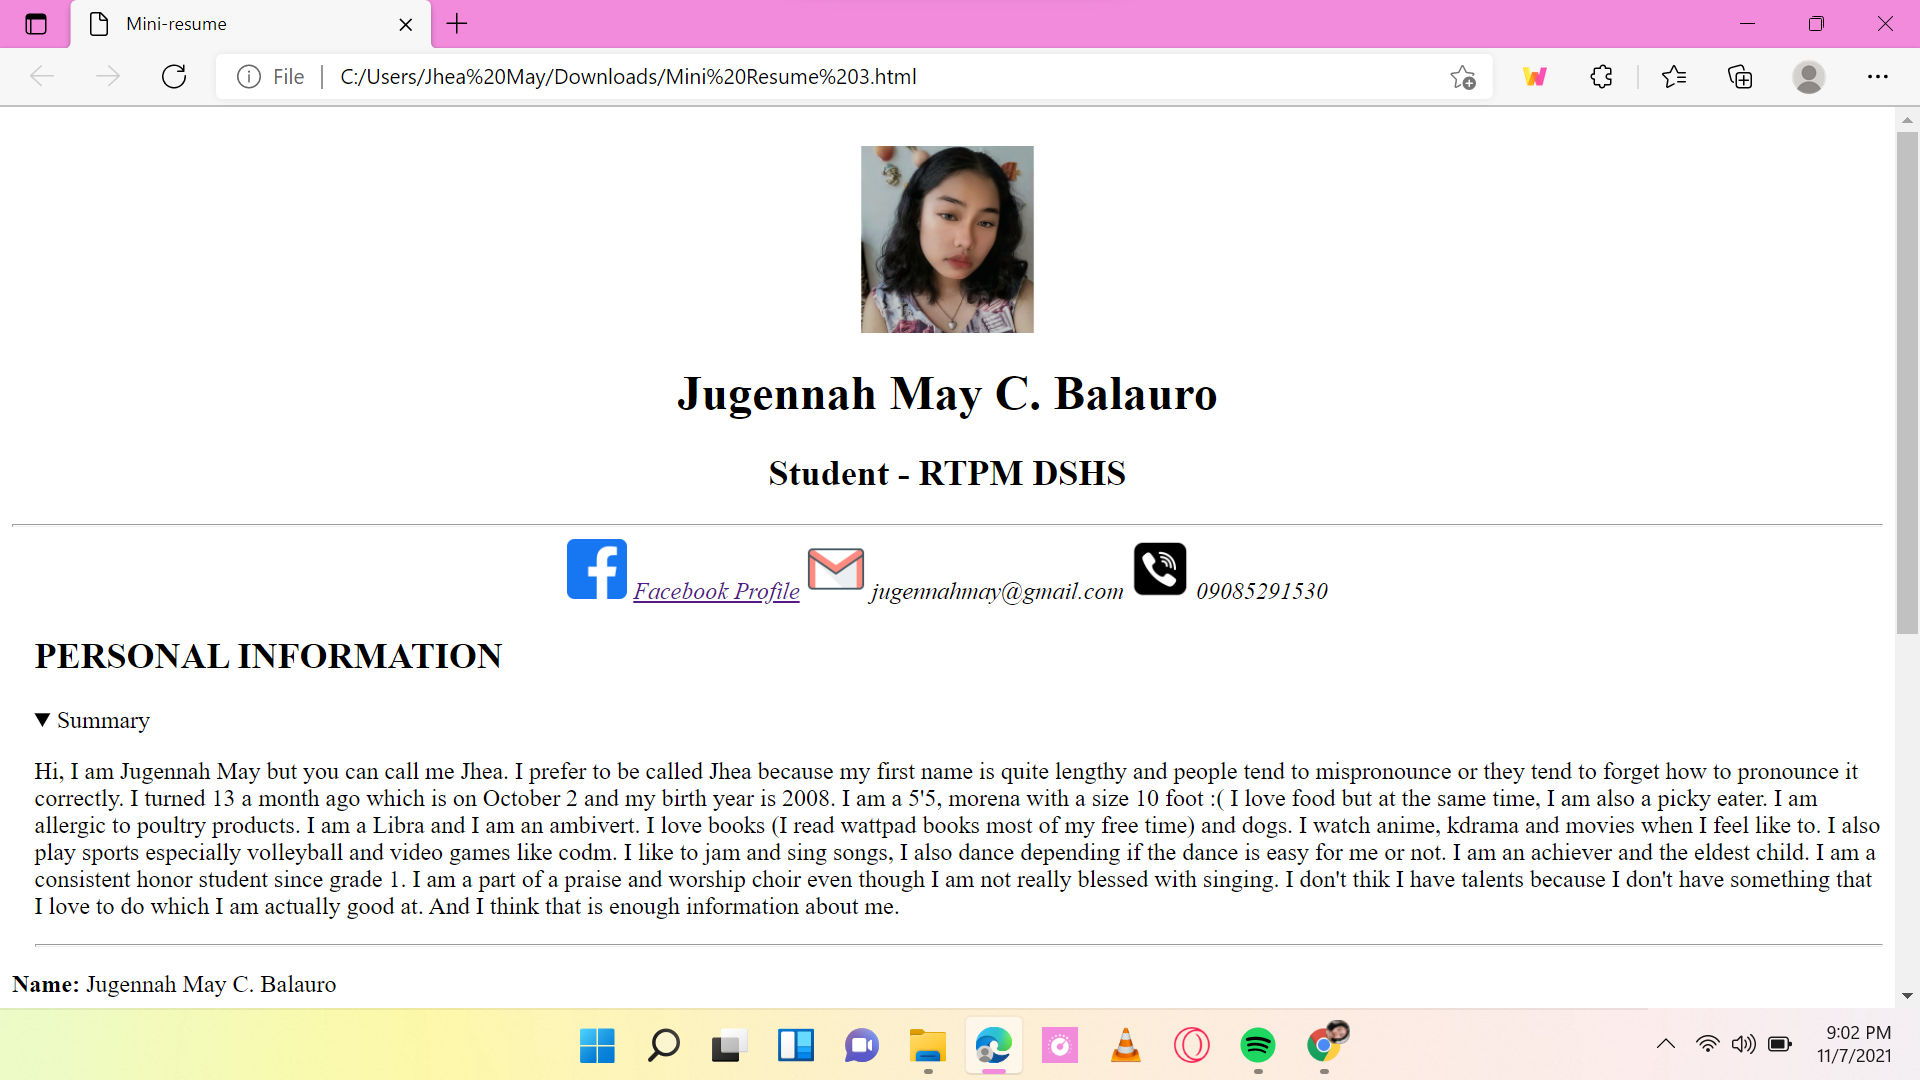 Mini-resume
File
C:/Users/Jhea%20May/Downloads/Mini%20Resume%203.html
Jugennah May C. Balauro
Student - RTPM DSHS
Facebook Profile jugennahmay@gmail.com 09085291530
PERSONAL INFORMATION
▼ Summary
Hi, I am Jugennah May but you can call me Jhea. I prefer to be called Jhea because my first name is quite lengthy and people tend to mispronounce or they tend to forget how to pronounce it
correctly. I turned 13 a month ago which is on October 2 and my birth year is 2008. I am a 5'5, morena with a size 10 foot :( I love food but at the same time, I am also a picky eater. I am
allergic to poultry products. I am a Libra and I am an ambivert. I love books (I read wattpad books most of my free time) and dogs. I watch anime, kdrama and movies when I feel like to. I also
play sports especially volleyball and video games like codm. I like to jam and sing songs, I also dance depending if the dance is easy for me or not. I am an achiever and the eldest child. I am a
consistent honor student since grade 1. I am a part of a praise and worship choir even though I am not really blessed with singing. I don't thik I have talents because I don't have something that
I love to do which I am actually good at. And I think that is enough information about me.
Name: Jugennah May C. Balauro
9:02 PM
11/7/2021